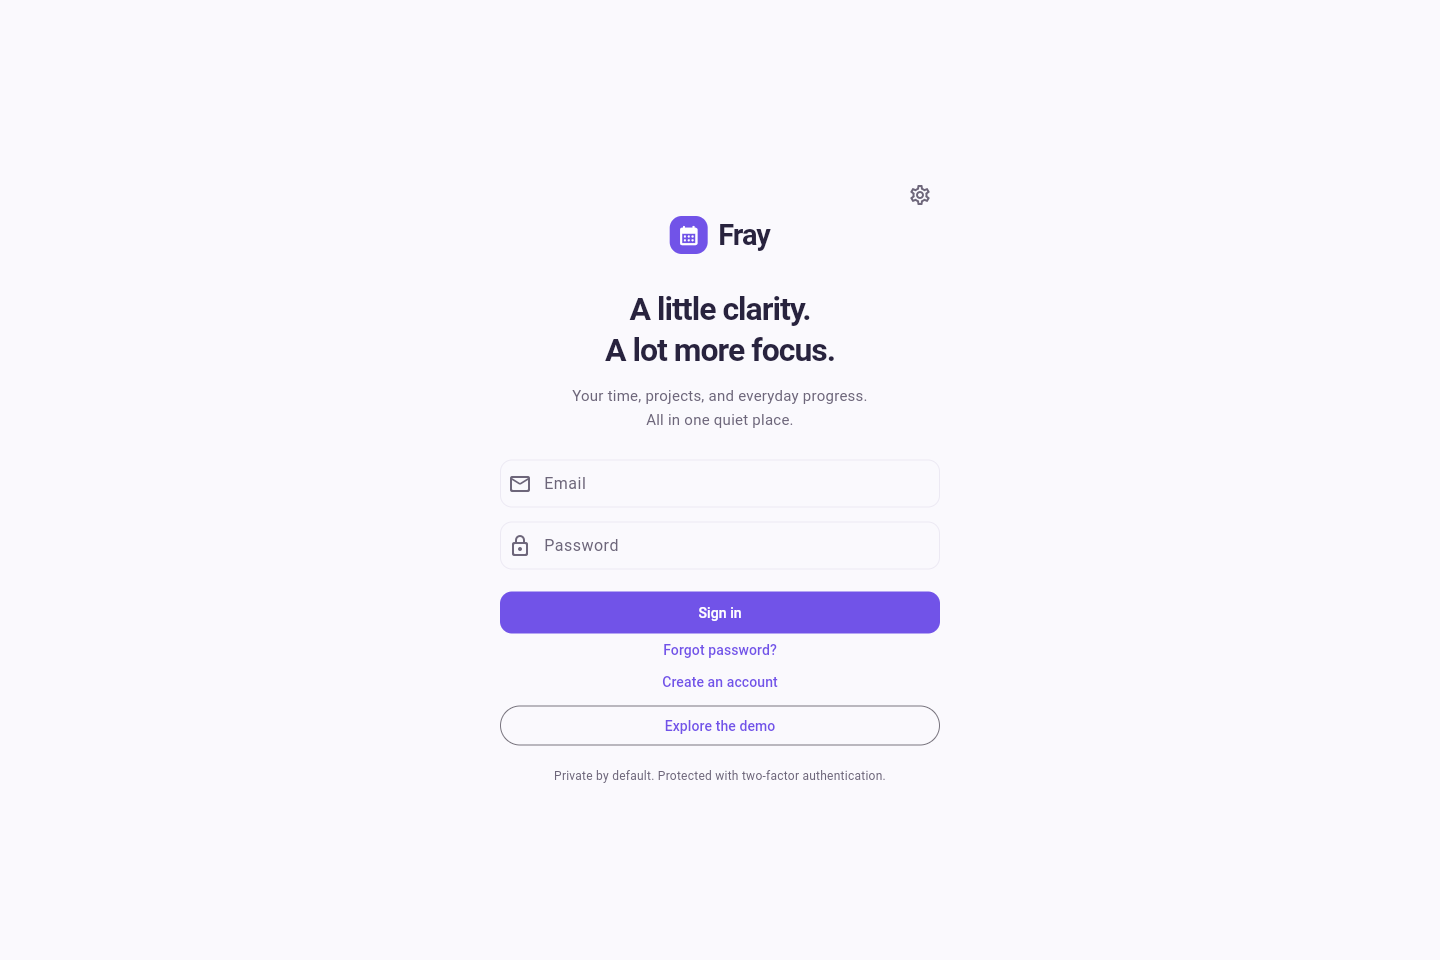 Fray
A little clarity.
A lot more focus.
Your time, projects, and everyday progress.
All in one quiet place.
Email
Password
Sign in
Forgot password?
Create an account
Explore the demo
Private by default. Protected with two-factor authentication.